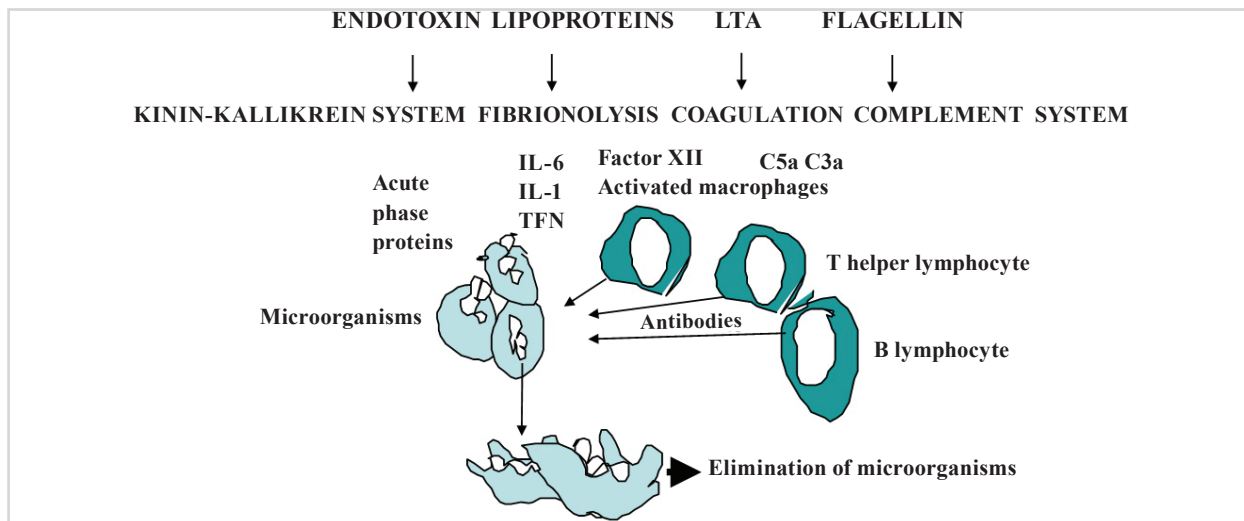 ENDOTOXIN LIPOPROTEINS LTA FLAGELLIN
KININ-KALLIKREIN SYSTEM FIBRIONOLYSIS COAGULATION COMPLEMENT SYSTEM
IL-6
IL-1
TFN
Factor XII
Activated macrophages
C5a C3a
Acute
phase
proteins
T helper lymphocyte
Microorganisms
Antibodies
B lymphocyte
Elimination of microorganisms